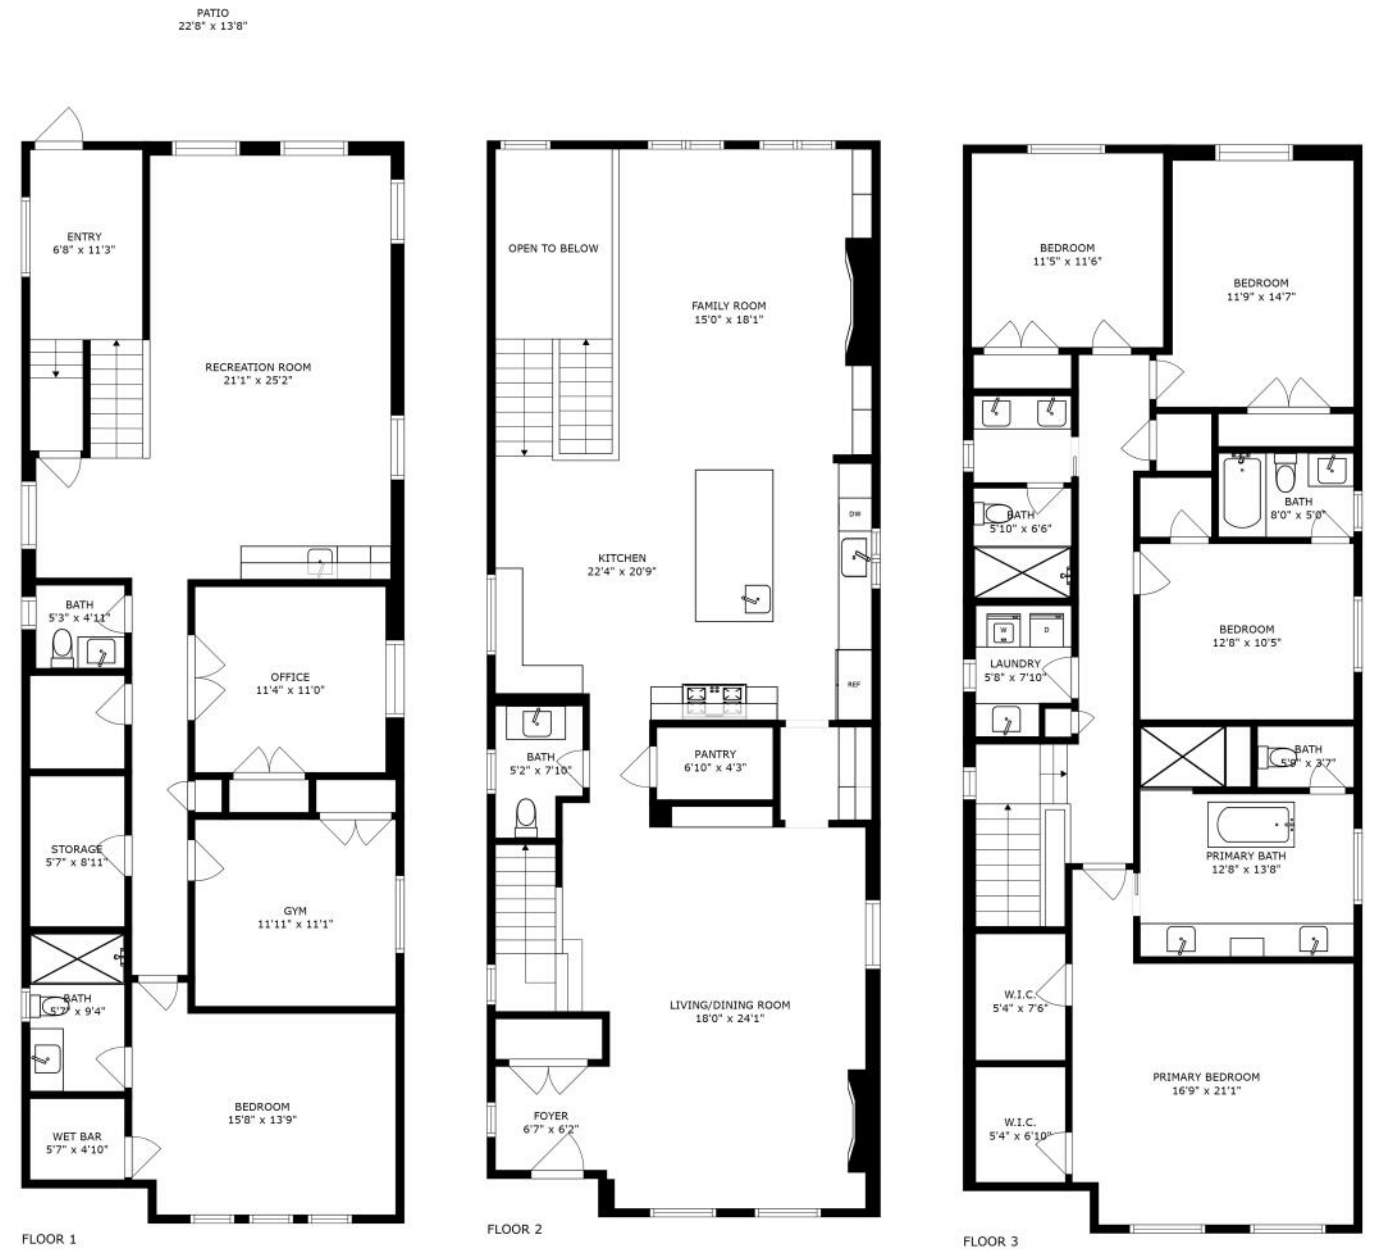 PATIO
22'8" x 13'8"
ENTRY
6'8" x 11'3"
RECREATION ROOM
21'1" x 25'2"
BATH
5'3" x 4'11"
OFFICE
11'4" x 11'0"
STORAGE
5'7" x 8'11"
GYM
11'11" x 11'1"
BATH
5'7" x 9'4"
BEDROOM
15'8" x 13'9"
WET BAR
5'7" x 4'10"
FLOOR 1
OPEN TO BELOW
FAMILY ROOM
15'0" x 18'1"
DW
KITCHEN
22'4" x 20'9"
REF
BATH
5'2" x 7'10"
PANTRY
6'10" x 4'3"
LIVING/DINING ROOM
18'0" x 24'1"
FOYER
6'7" x 6'2"
FLOOR 2
BEDROOM
11'5" x 11'6"
BEDROOM
11'9" x 14'7"
BATH
5'10" x 6'6"
BATH
8'0" x 5'0"
W
D
LAUNDRY
5'8" x 7'10"
BEDROOM
12'8" x 10'5"
BATH
5'8" x 3'7"
PRIMARY BATH
12'8" x 13'8"
W.I.C.
5'4" x 7'6"
PRIMARY BEDROOM
16'9" x 21'1"
W.I.C.
5'4" x 6'10"
FLOOR 3